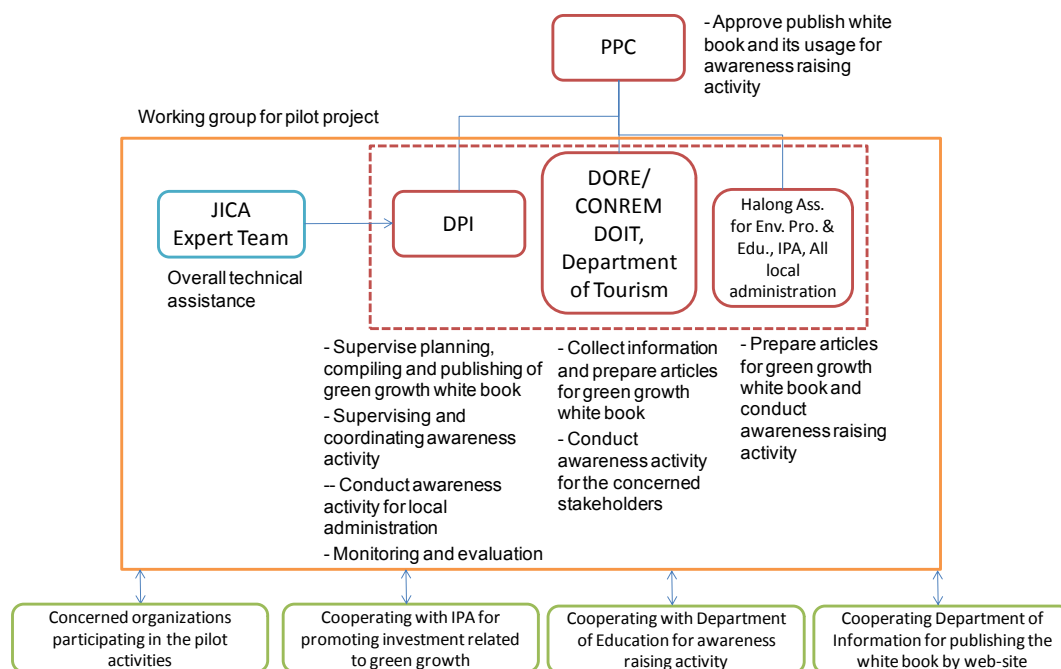 PPC
- Approve publish white
book and its usage for
awareness raising
activity
Working group for pilot project
JICA
Expert Team
Overall technical
assistance
DPI
DORE/
CONREM
DOIT,
Department
of Tourism
Halong Ass.
for Env. Pro. &
Edu., IPA, All
local
administration
- Supervise planning,
compiling and publishing of
green growth white book
- Supervising and
coordinating awareness
activity
-- Conduct awareness
activity for local
administration
- Monitoring and evaluation
- Collect information
and prepare articles
for green growth
white book
- Conduct
awareness activity
for the concerned
stakeholders
- Prepare articles
for green growth
white book and
conduct
awareness raising
activity
Concerned organizations
participating in the pilot
activities
Cooperating with IPA for
promoting investment related
to green growth
Cooperating with Department
of Education for awareness
raising activity
Cooperating Department of
Information for publishing the
white book by web-site